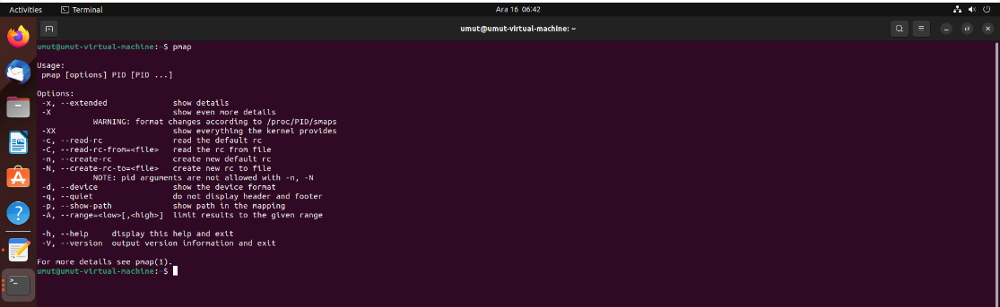 Activities
Terminal
Ara 16 06:42
umut@umut-virtual-machine: ~
umut@umut-virtual-machine:~$ pmap

Usage:
 pmap [options] PID [PID ...]

Options:
 -x, --extended              show details
 -X                          show even more details
            WARNING: format changes according to /proc/PID/smaps
 -XX                         show everything the kernel provides
 -c, --read-rc               read the default rc
 -C, --read-rc-from=<file>   read the rc from file
 -n, --create-rc             create new default rc
 -N, --create-rc-to=<file>   create new rc to file
            NOTE: pid arguments are not allowed with -n, -N
 -d, --device                show the device format
 -q, --quiet                 do not display header and footer
 -p, --show-path             show path in the mapping
 -A, --range=<low>[,<high>]  limit results to the given range

 -h, --help     display this help and exit
 -V, --version  output version information and exit

For more details see pmap(1).
umut@umut-virtual-machine:~$